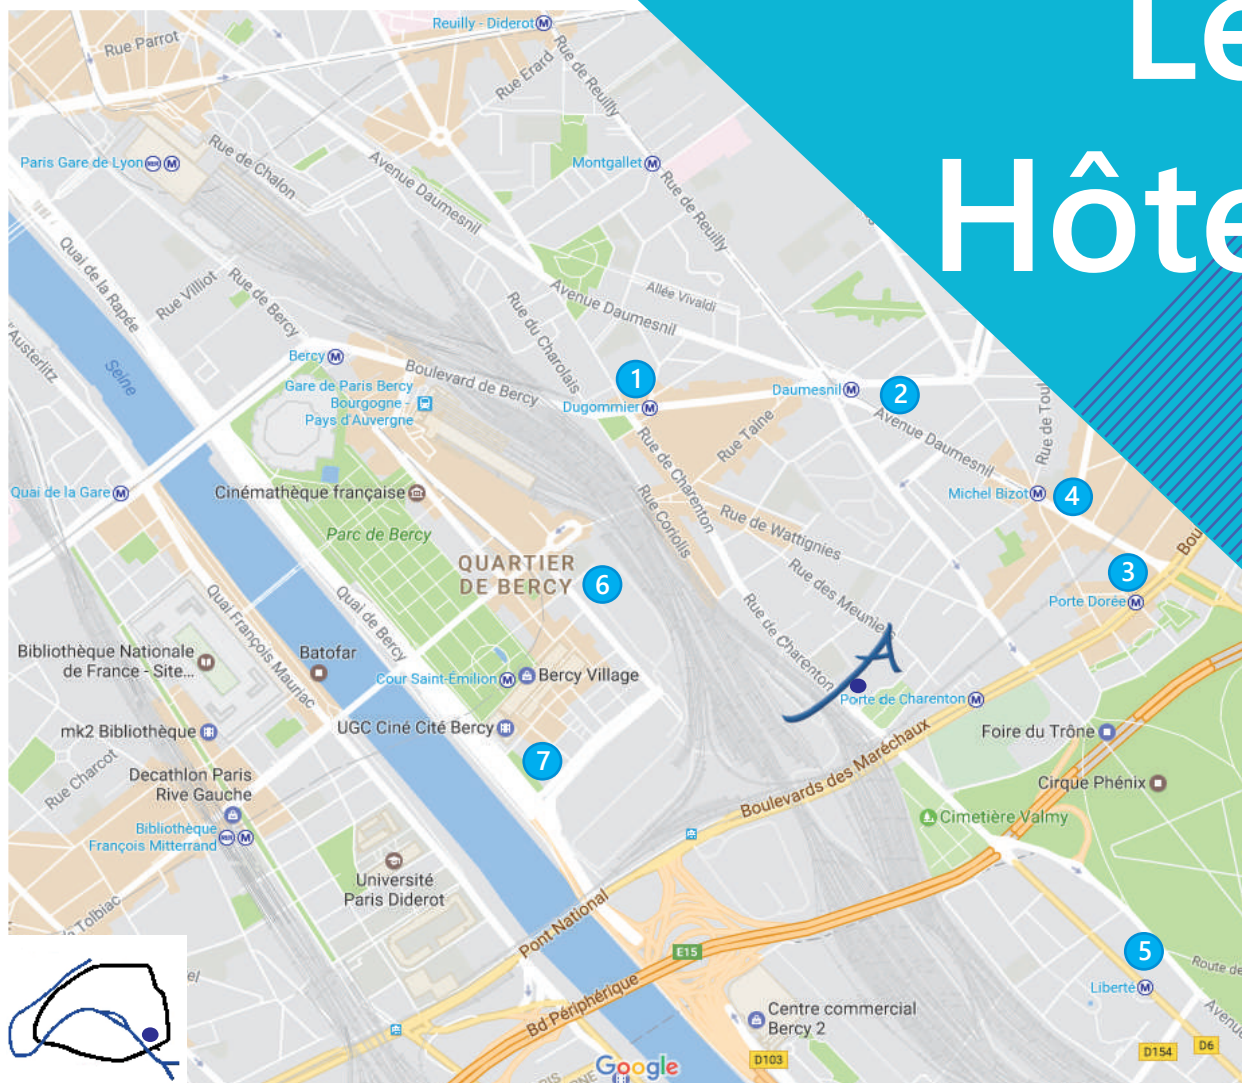 Le
Hôte
Reuilly - Diderot
Rue Parrot
Rue Erard
Rue de Reuilly
Paris Gare de Lyon
RER
Rue de Chalon
Avenue Daumesnil
Montgallet
Rue de Reuilly
Quai de la Rapée
Rue Villiot
Rue de Bercy
Rue du Charolais
Avenue Daumesnil
Allée Vivaldi
Austerlitz
Seine
Bercy
Boulevard de Bercy
Gare de Paris Bercy
Bourgogne -
Pays d'Auvergne
1
Dugommier
Daumesnil
2
Rue Taine
Avenue Daumesnil
Rue de Toul
Quai de la Gare
Cinémathèque française
Rue de Charenton
Michel Bizot
4
Parc de Bercy
Rue Coriolis
Rue de Wattignies
Bou
QUARTIER
DE BERCY
6
Rue des Meuniers
3
Porte Dorée
Quai François Mauriac
Quai de Bercy
Rue de Charenton
Bibliothèque Nationale
de France - Site...
Batofar
Cour Saint-Émilion
Bercy Village
A
Porte de Charenton
mk2 Bibliothèque
UGC Ciné Cité Bercy
Foire du Trône
7
Rue Charcot
Decathlon Paris
Rive Gauche
Boulevards des Maréchaux
Cirque Phénix
Bibliothèque
François Mitterrand
RER
Cimetière Valmy
Université
Paris Diderot
Tolbiac
Pont National
E15
5
Route de
Liberté
Avenu
Bd Périphérique
Centre commercial
Bercy 2
Google
D103
D154
D6